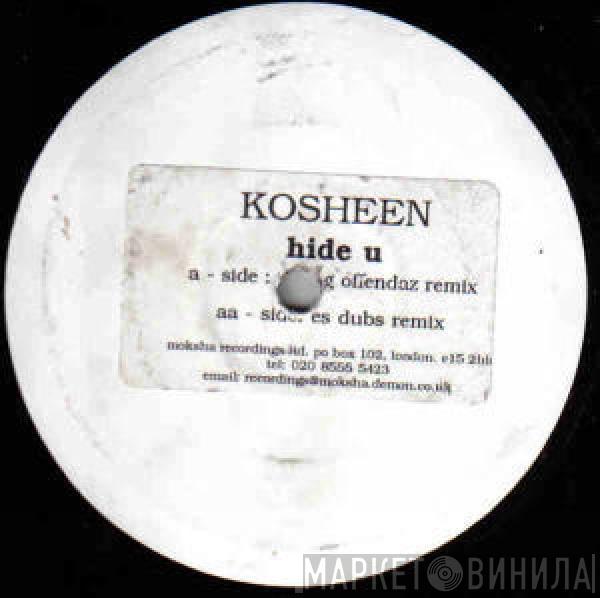 KOSHEEN
hide u
a - side : offendaz remix
aa - side: es dubs remix
moksha recordings ltd. po box 102, london. e15 2hh
tel: 020 8555 5423
email: recordings@moksha.demon.co.uk
МАРКЕТ ВИНИЛА